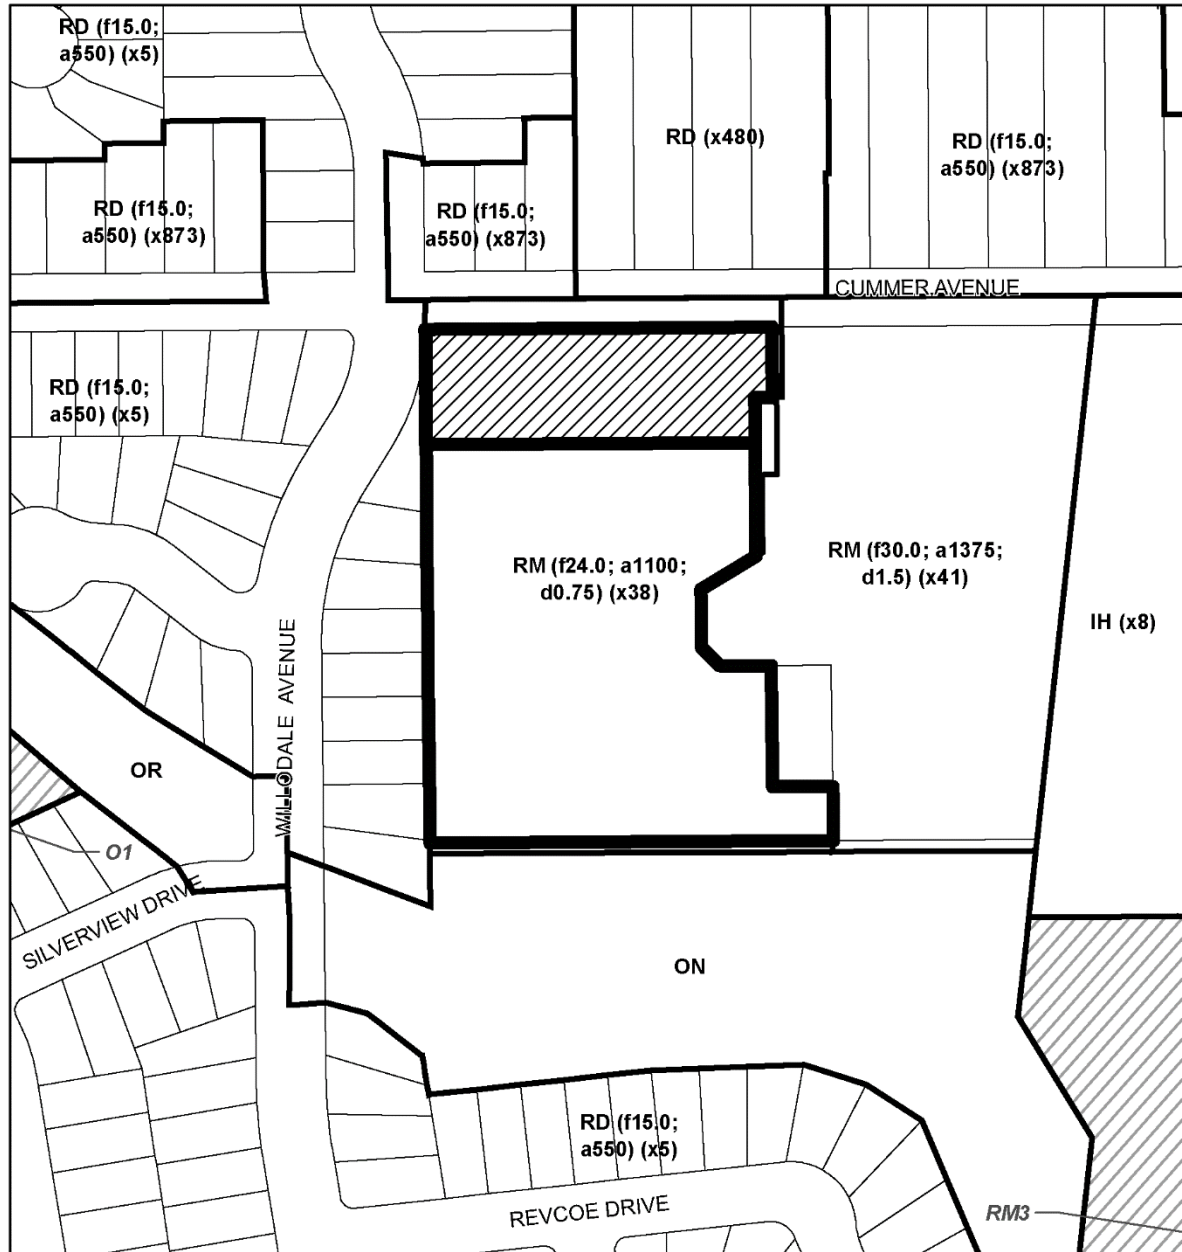 RD (f15.0;
a550) (x5)
RD (x480)
RD (f15.0;
a550) (x873)
RD (f15.0;
a550) (x873)
RD (f15.0;
a550) (x873)
CUMMER AVENUE
RD (f15.0;
a550) (x5)
RM (f24.0; a1100;
d0.75) (x38)
RM (f30.0; a1375;
d1.5) (x41)
IH (x8)
WILLODALE AVENUE
OR
O1
SILVERVIEW DRIVE
ON
RD (f15.0;
a550) (x5)
REVCOE DRIVE
RM3